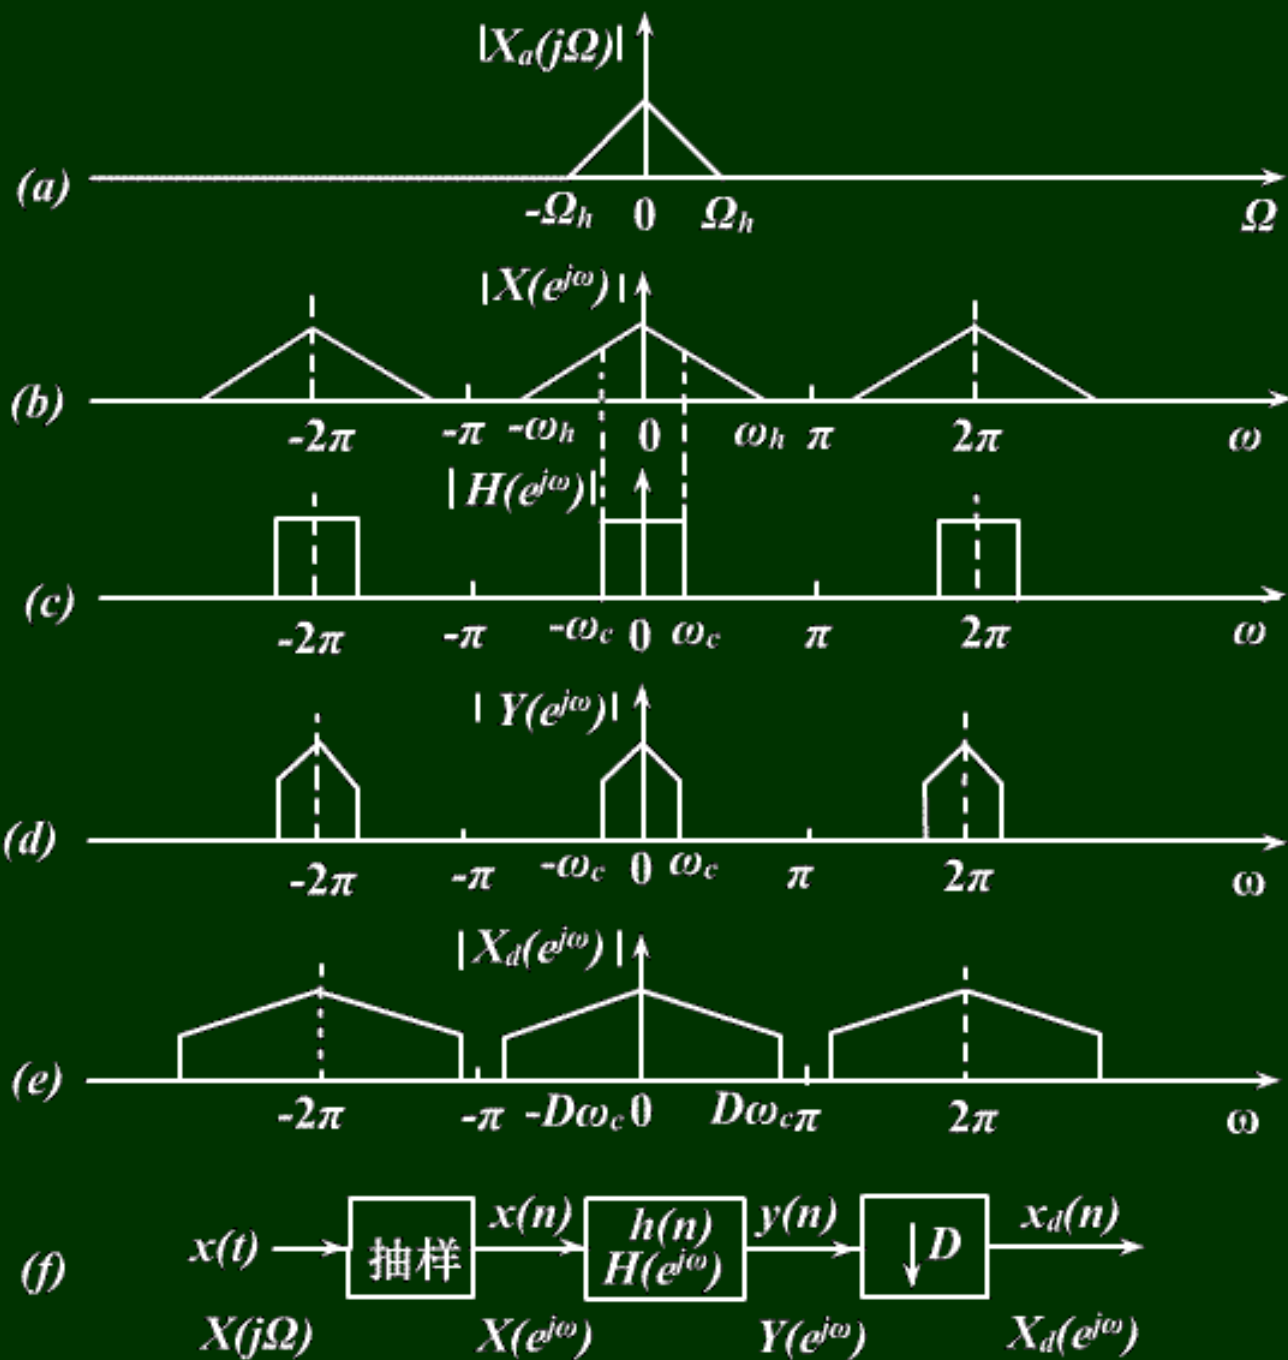 |Xa(jΩ)|
(a)
-Ωh 0 Ωh Ω
|X(e^jω)|
(b)
-2π -π -ωh 0 ωh π 2π ω
|H(e^jω)|
(c)
-2π -π -ωc 0 ωc π 2π ω
|Y(e^jω)|
(d)
-2π -π -ωc 0 ωc π 2π ω
|Xd(e^jω)|
(e)
-2π -π -Dωc 0 Dωc π 2π ω
(f)
x(t) 抽样 x(n) h(n) y(n) ↓D xd(n)
H(e^jω)
X(jΩ) X(e^jω) Y(e^jω) Xd(e^jω)